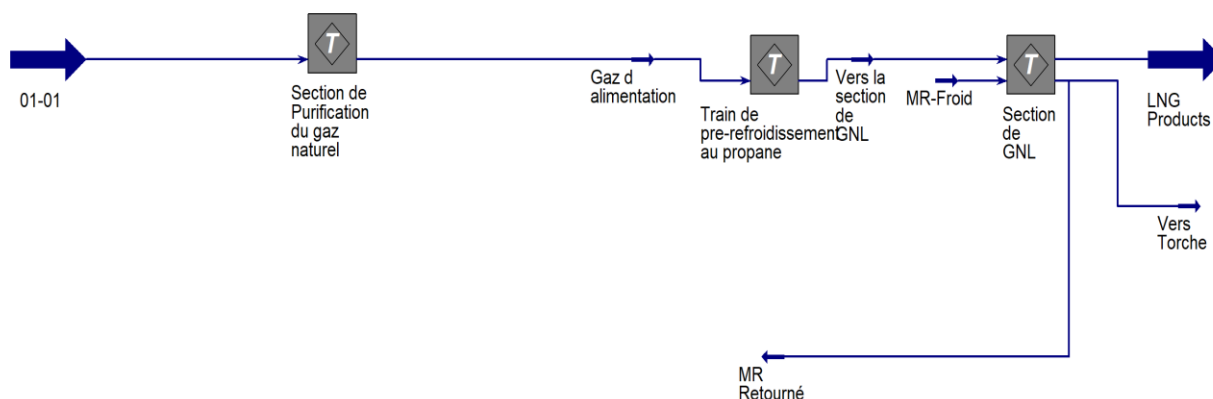 01-01
T
Section de
Purification
du gaz
naturel
Gaz d
alimentation
T
Train de
pre-refroidissement
au propane
Vers la
section
de
GNL
MR-Froid
T
Section
de
GNL
LNG
Products
Vers
Torche
MR
Retourné